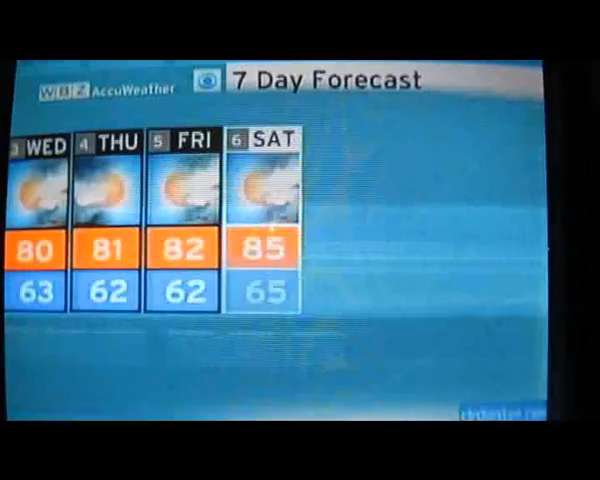 WBZ AccuWeather 7 Day Forecast
3 WED 4 THU 5 FRI 6 SAT
80 81 82 85
63 62 62 65